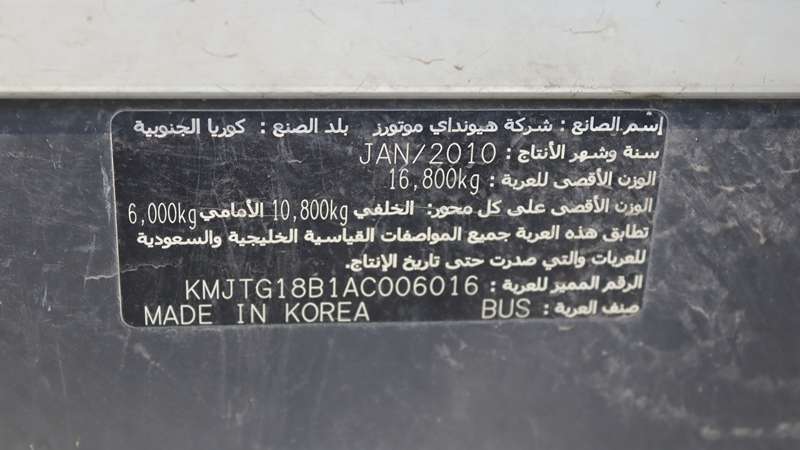 إسم الصانع : شركة هيونداي موتورز بلد الصنع : كوريا الجنوبية
سنة وشهر الأنتاج : JAN/2010
الوزن الأقصى للعربة : 16,800kg
الوزن الأقصى على كل محور: الخلفي 10,800kg الأمامي 6,000kg
تطابق هذه العربة جميع المواصفات القياسية الخليجية والسعودية
للعربات والتي صدرت حتى تاريخ الإنتاج.
الرقم المميز للعربة : KMJTG18B1AC006016
صنف العربة : BUS MADE IN KOREA